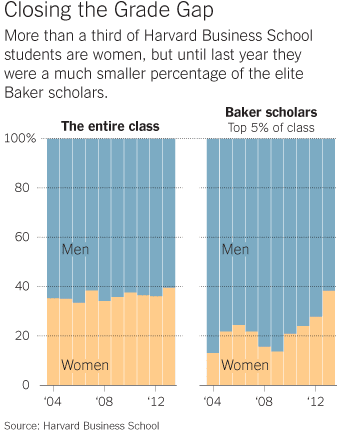 Closing the Grade Gap
More than a third of Harvard Business School
students are women, but until last year they
were a much smaller percentage of the elite
Baker scholars.
The entire class
Baker scholars
Top 5% of class
100%
80
60
40
20
0
Men
Women
Men
Women
'04
'08
'12
'04
'08
'12
Source: Harvard Business School